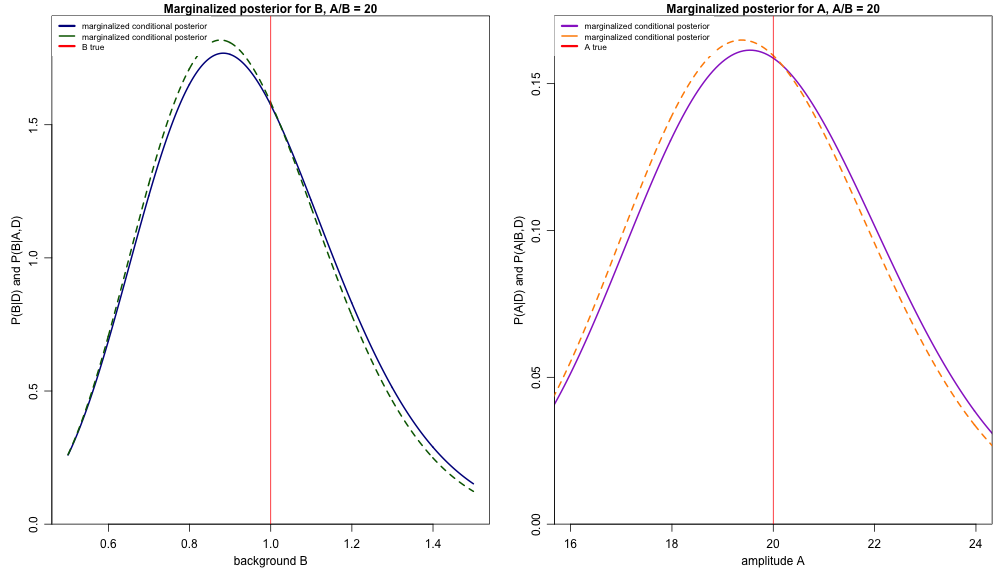 Marginalized posterior for B, A/B = 20
marginalized conditional posterior
marginalized conditional posterior
B true
P(B|D) and P(B|A,D)
0.0
0.5
1.0
1.5
0.6
0.8
1.0
1.2
1.4
background B
Marginalized posterior for A, A/B = 20
marginalized conditional posterior
marginalized conditional posterior
A true
P(A|D) and P(A|B,D)
0.00
0.05
0.10
0.15
16
18
20
22
24
amplitude A